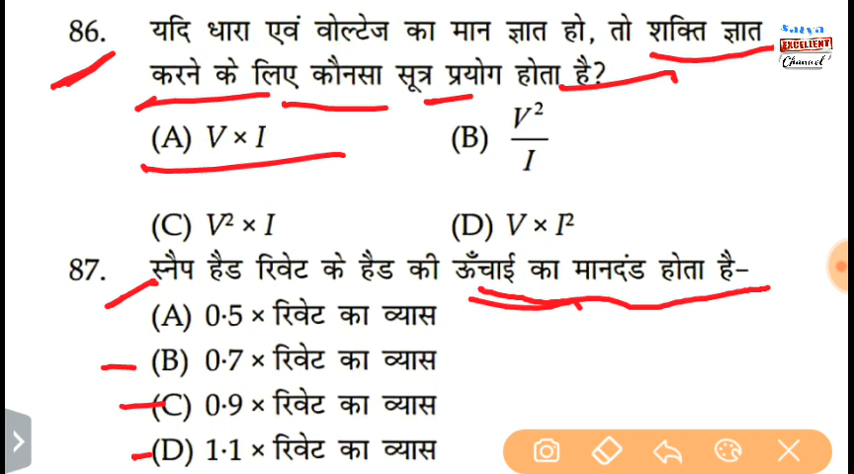 86. यदि धारा एवं वोल्टेज का मान ज्ञात हो, तो शक्ति ज्ञात
करने के लिए कौनसा सूत्र प्रयोग होता है?
(A) V × I (B) V²/I
(C) V² × I (D) V × I²
87. स्नैप हैड रिवेट के हैड की ऊँचाई का मानदंड होता है–
(A) 0·5 × रिवेट का व्यास
(B) 0·7 × रिवेट का व्यास
(C) 0·9 × रिवेट का व्यास
(D) 1·1 × रिवेट का व्यास
Satya
EXCELLENT
Channel